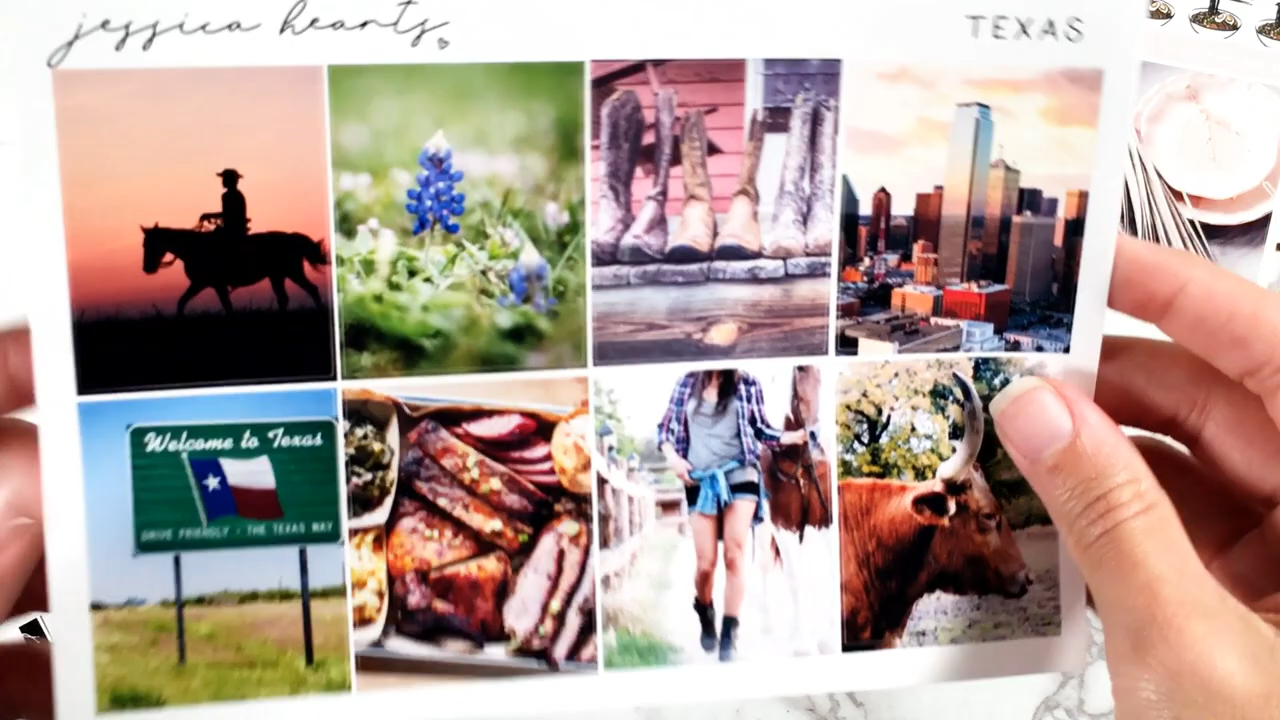 jessica hearts
TEXAS
Welcome to Texas
DRIVE FRIENDLY - THE TEXAS WAY